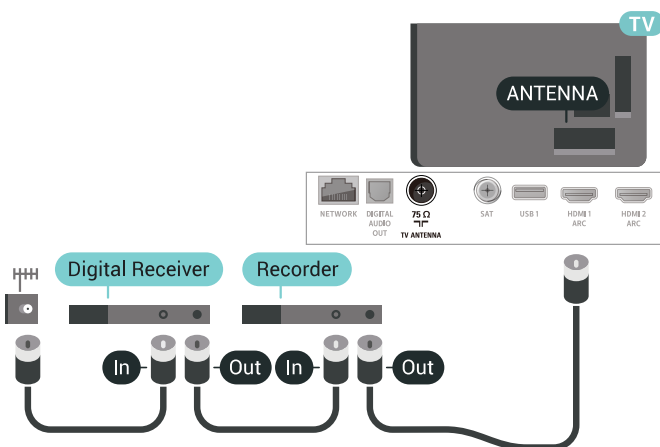 TV
ANTENNA
NETWORK
DIGITAL
AUDIO
OUT
75 Ω
TV ANTENNA
SAT
USB 1
HDMI 1
ARC
HDMI 2
ARC
Digital Receiver
Recorder
In
Out
In
Out